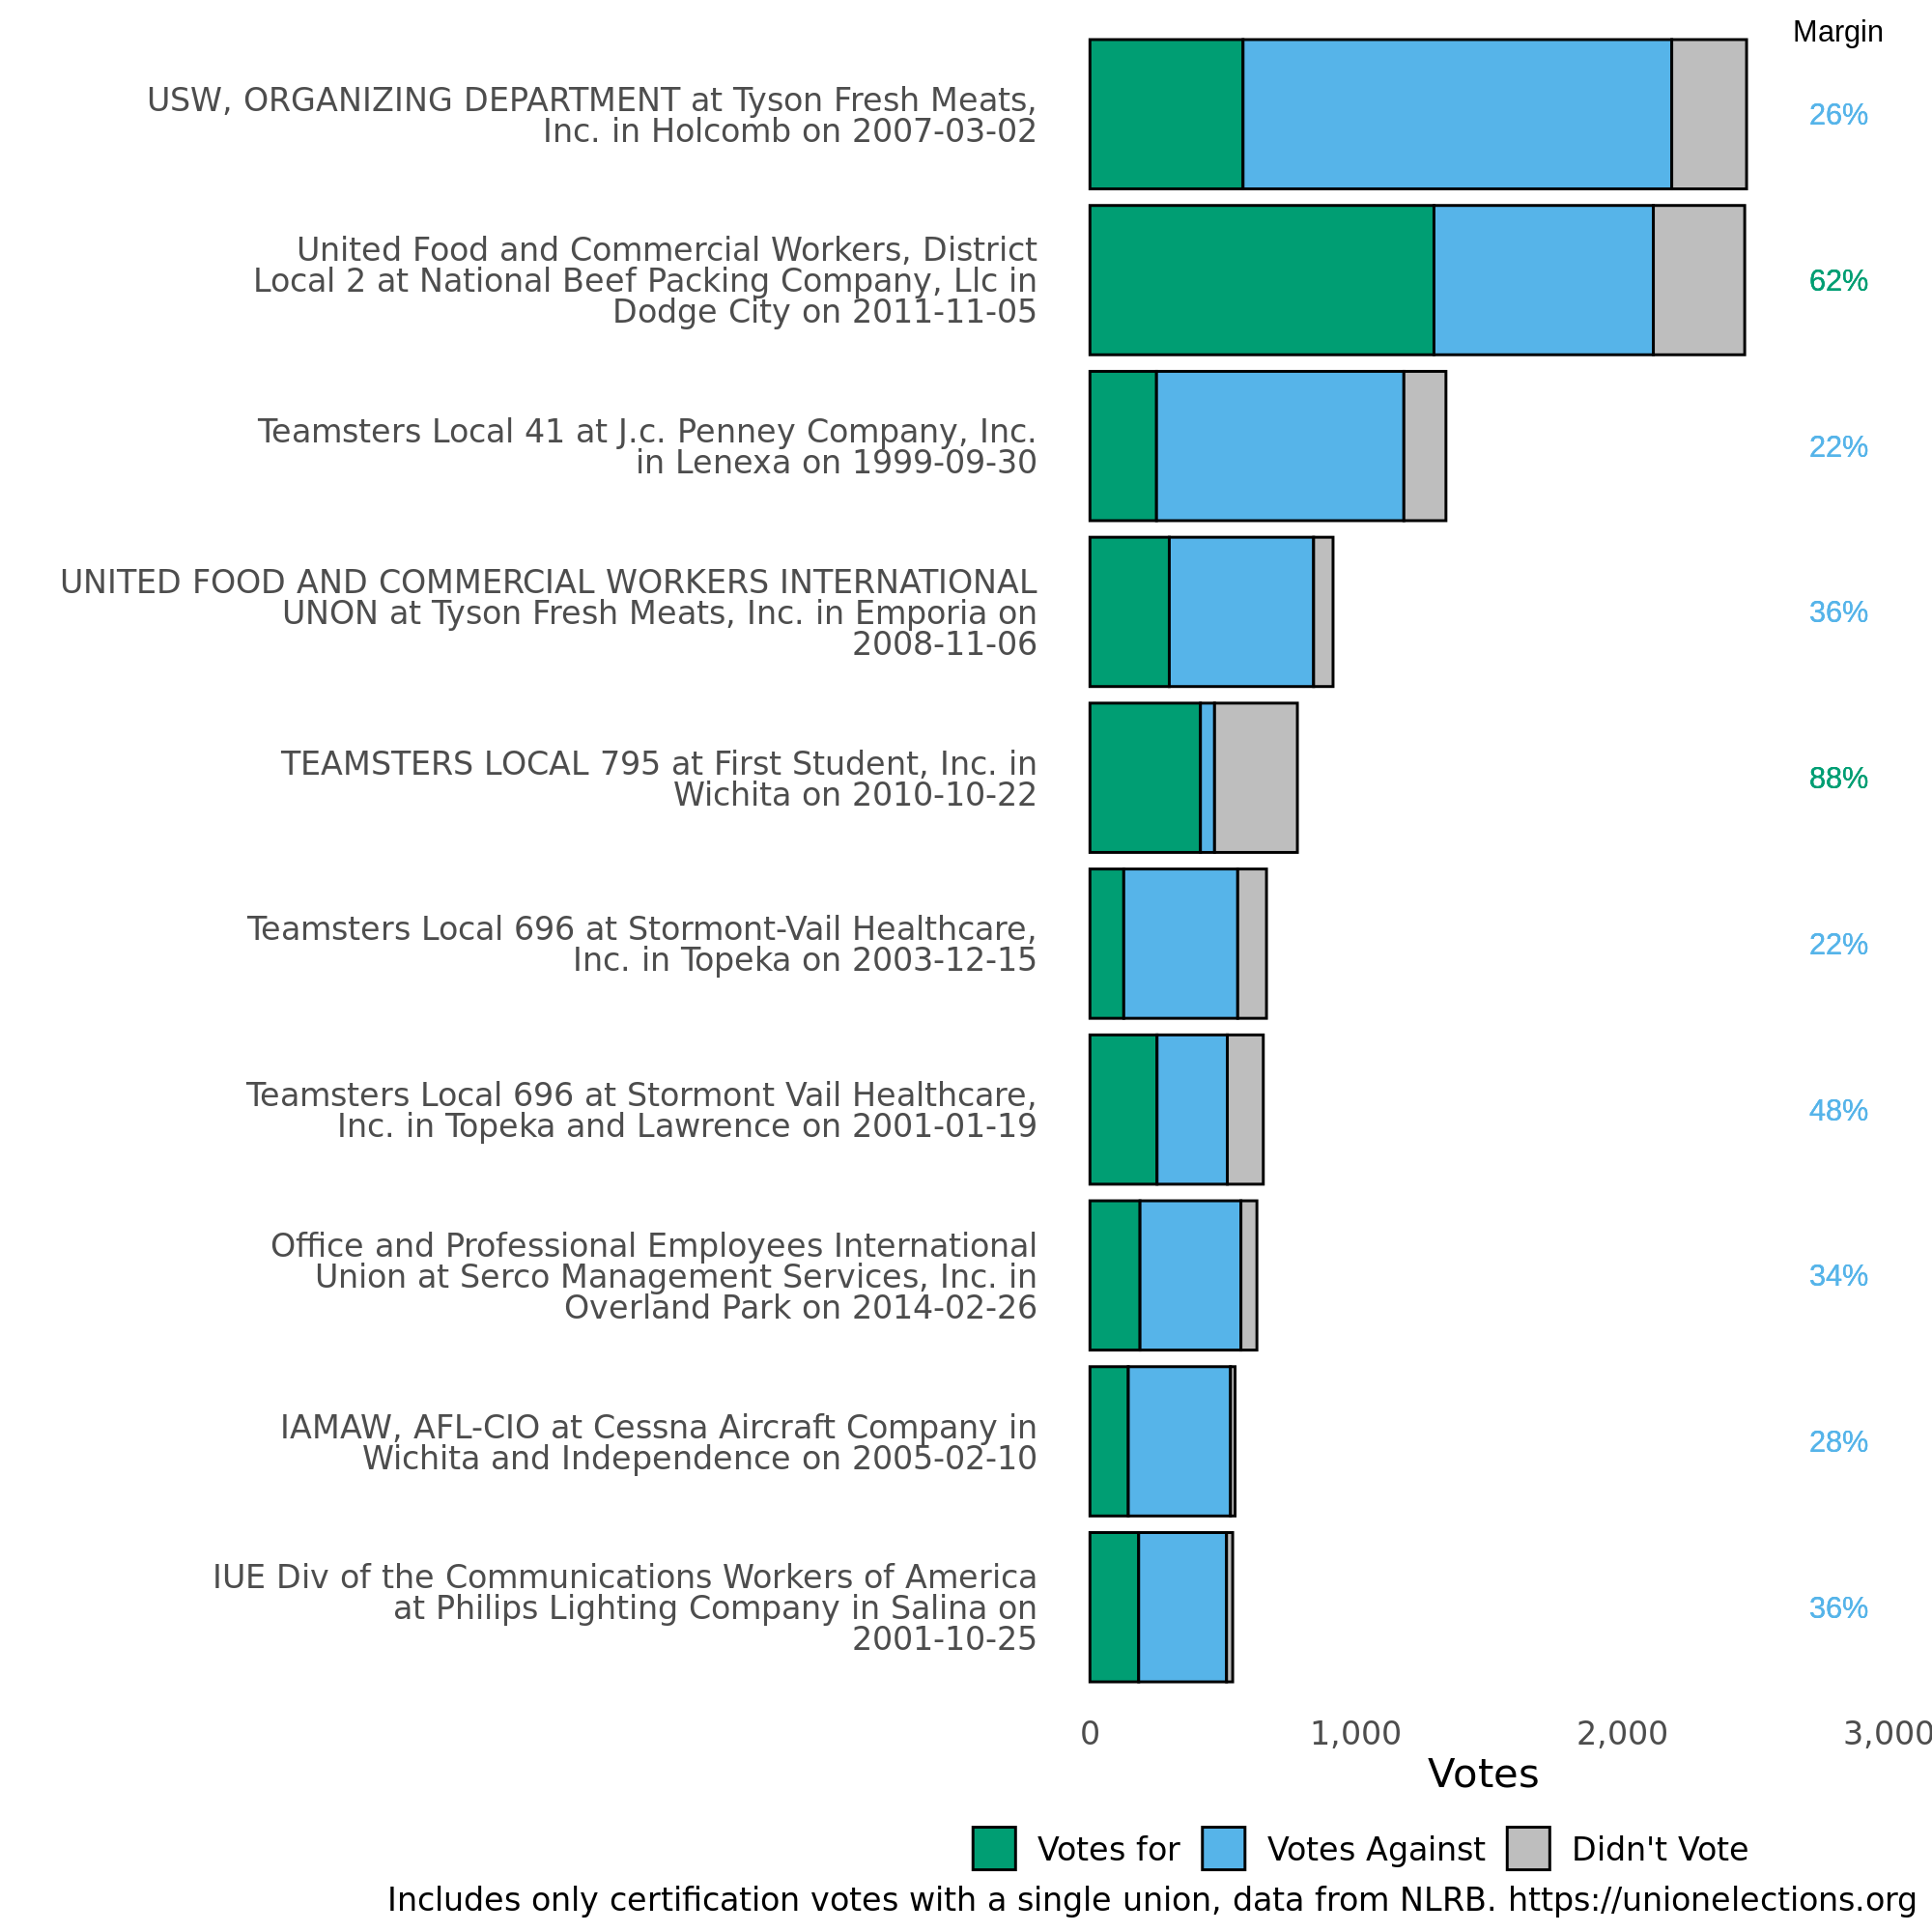 Margin
USW, ORGANIZING DEPARTMENT at Tyson Fresh Meats,
Inc. in Holcomb on 2007-03-02
26%
United Food and Commercial Workers, District
Local 2 at National Beef Packing Company, Llc in
Dodge City on 2011-11-05
62%
Teamsters Local 41 at J.c. Penney Company, Inc.
in Lenexa on 1999-09-30
22%
UNITED FOOD AND COMMERCIAL WORKERS INTERNATIONAL
UNON at Tyson Fresh Meats, Inc. in Emporia on
2008-11-06
36%
TEAMSTERS LOCAL 795 at First Student, Inc. in
Wichita on 2010-10-22
88%
Teamsters Local 696 at Stormont-Vail Healthcare,
Inc. in Topeka on 2003-12-15
22%
Teamsters Local 696 at Stormont Vail Healthcare,
Inc. in Topeka and Lawrence on 2001-01-19
48%
Office and Professional Employees International
Union at Serco Management Services, Inc. in
Overland Park on 2014-02-26
34%
IAMAW, AFL-CIO at Cessna Aircraft Company in
Wichita and Independence on 2005-02-10
28%
IUE Div of the Communications Workers of America
at Philips Lighting Company in Salina on
2001-10-25
36%
0 1,000 2,000 3,000
Votes
Votes for Votes Against Didn't Vote
Includes only certification votes with a single union, data from NLRB. https://unionelections.org